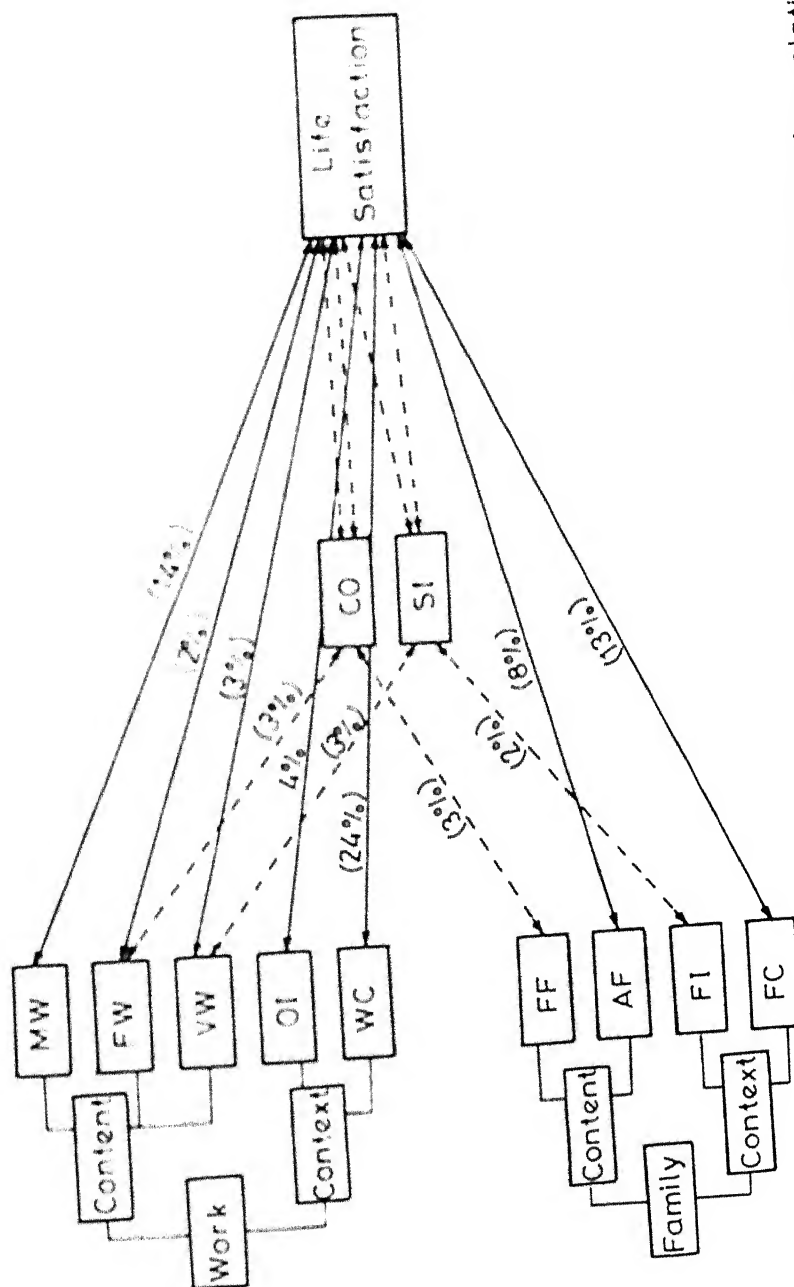 Life
Satisfaction
(14%)
(2%)
(3%)
(3%)
4%
(3%)
(24%)
CO
SI
(3%)
(8%)
(2%)
(13%)
MW
FW
VW
OI
WC
FF
AF
FI
FC
Content
Context
Content
Context
Work
Family